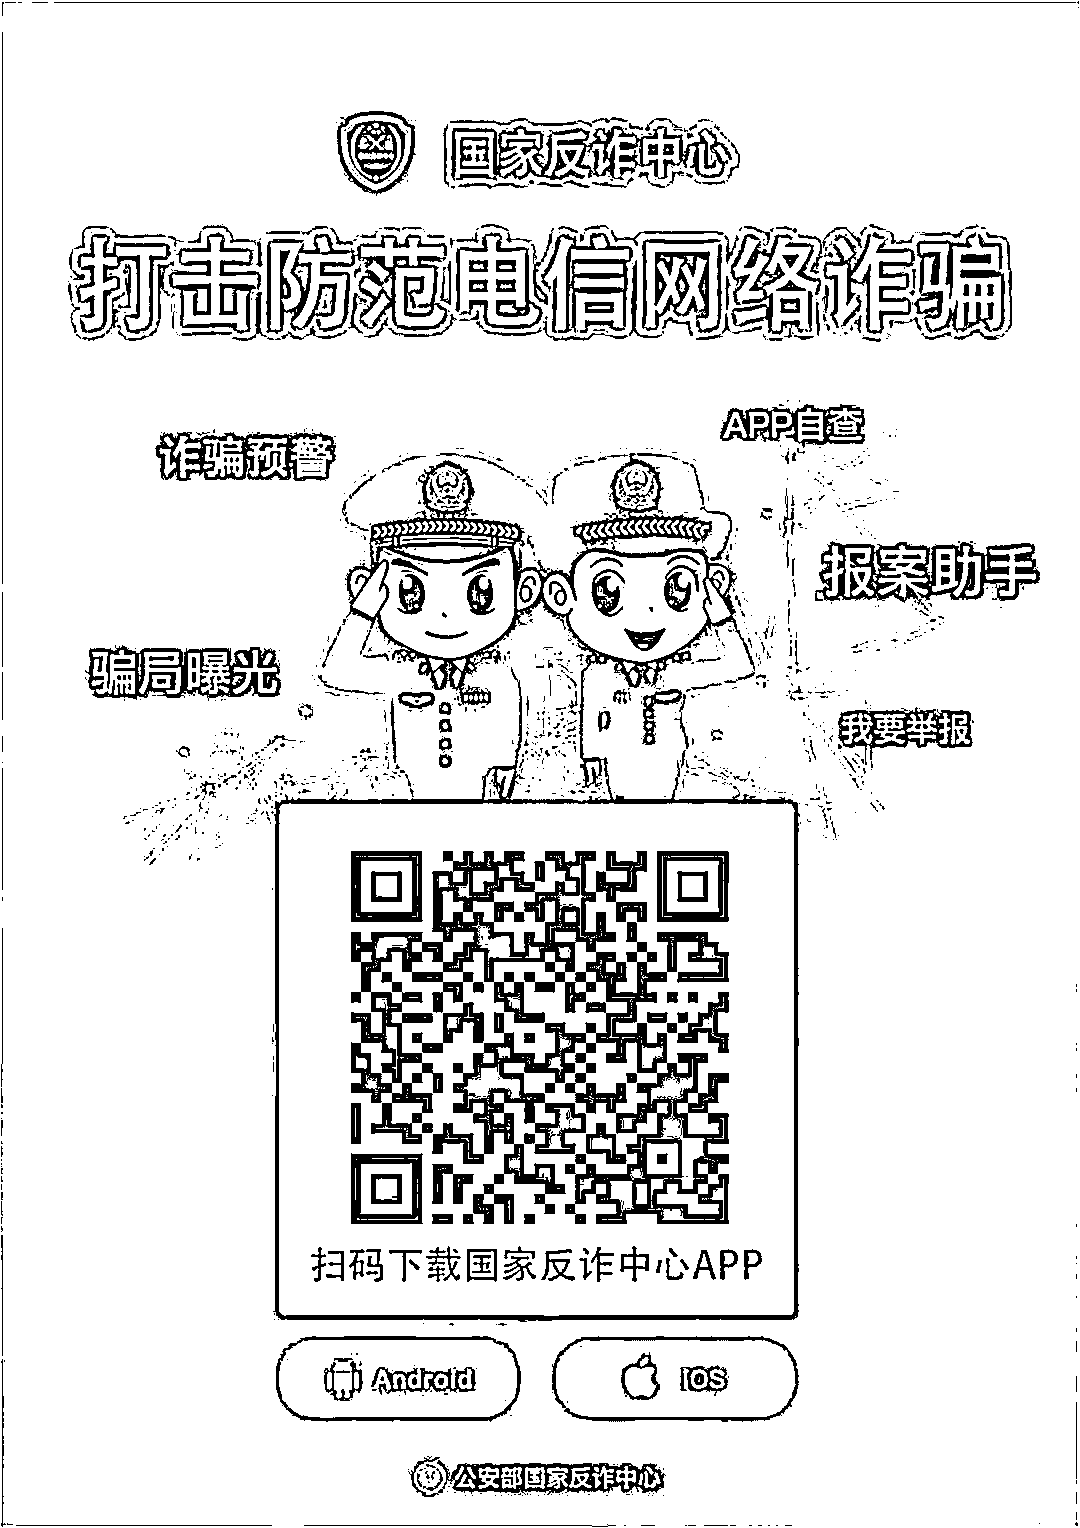 国家反诈中心
打击防范电信网络诈骗
APP自查
诈骗预警
报案助手
骗局曝光
我要举报
扫码下载国家反诈中心APP
Android
IOS
公安部国家反诈中心